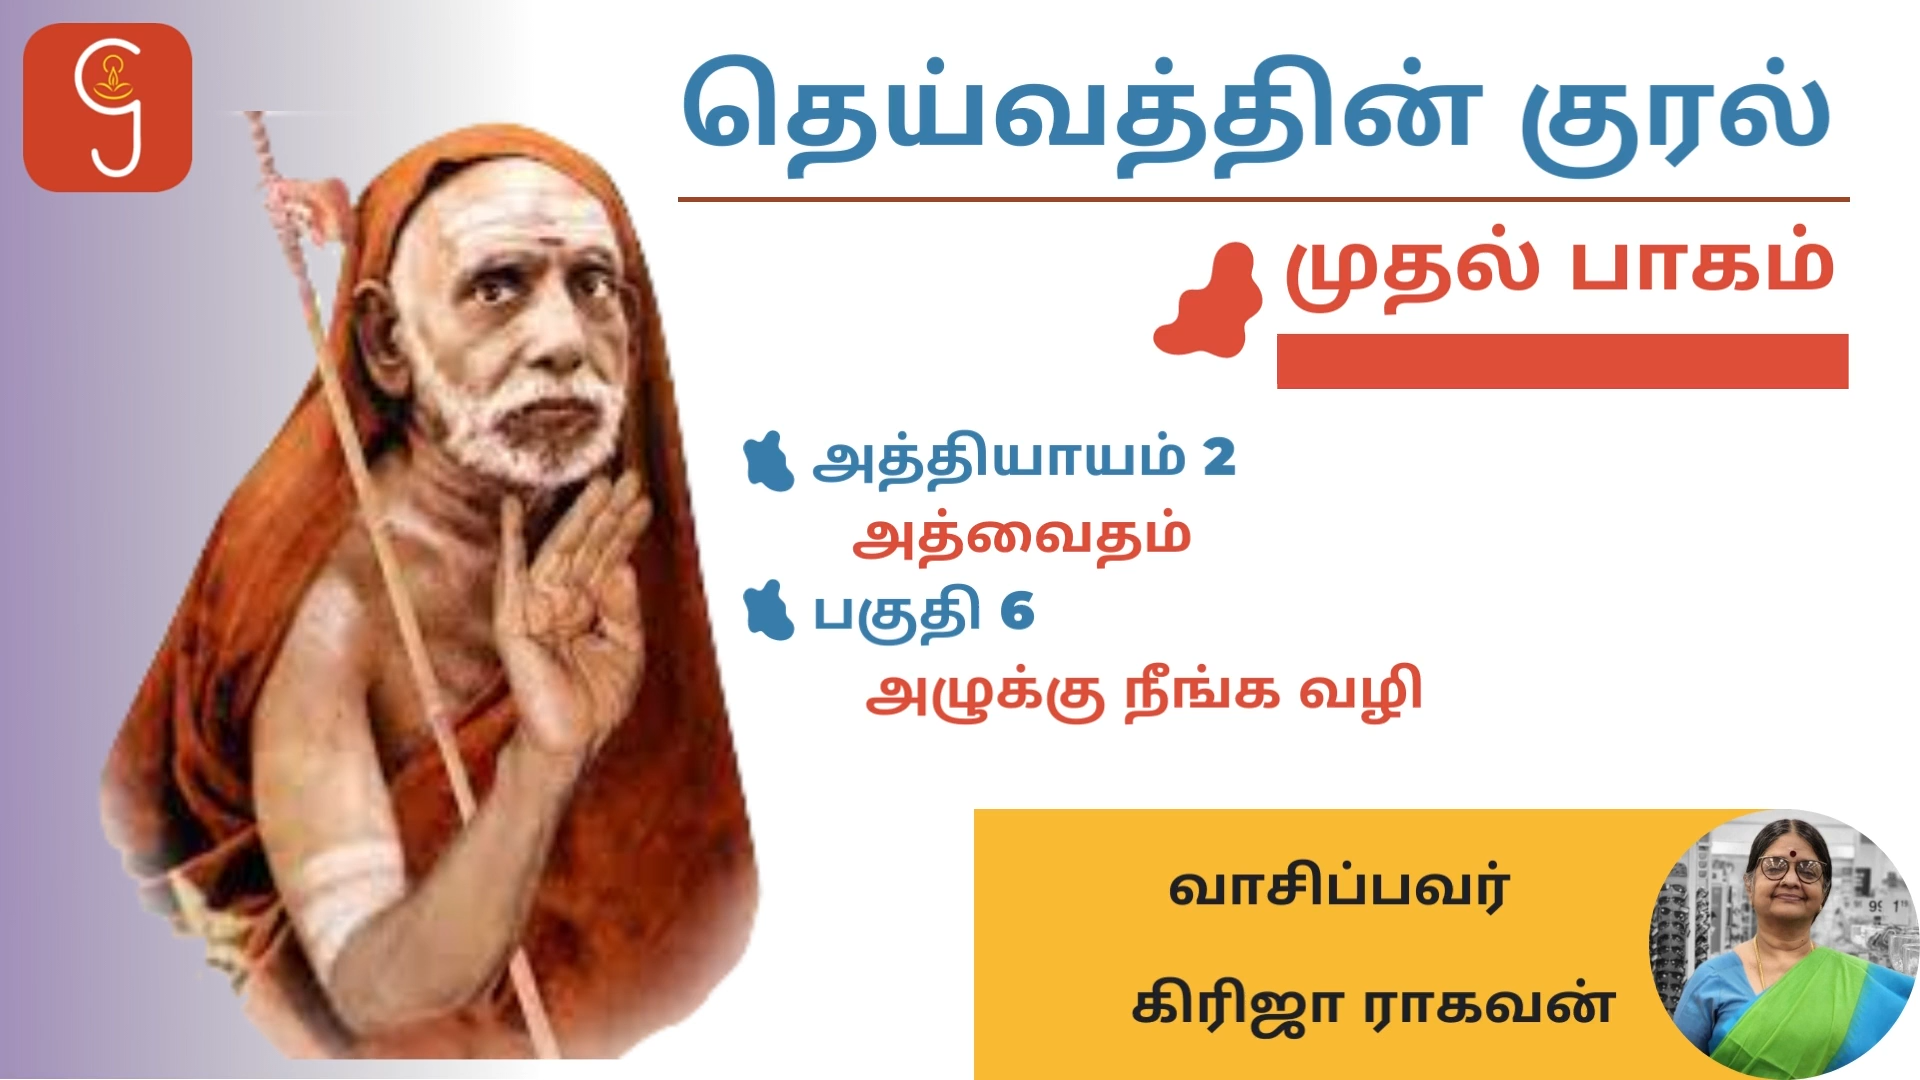 தெய்வத்தின் குரல்
முதல் பாகம்
அத்தியாயம் 2
அத்வைதம்
பகுதி 6
அழுக்கு நீங்க வழி
வாசிப்பவர்
கிரிஜா ராகவன்